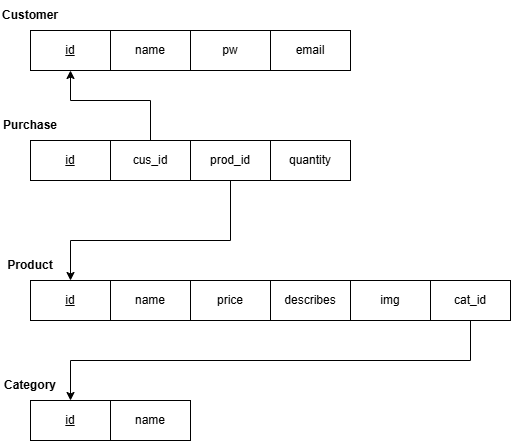 Customer
id name pw email
Purchase
id cus_id prod_id quantity
Product
id name price describes img cat_id
Category
id name